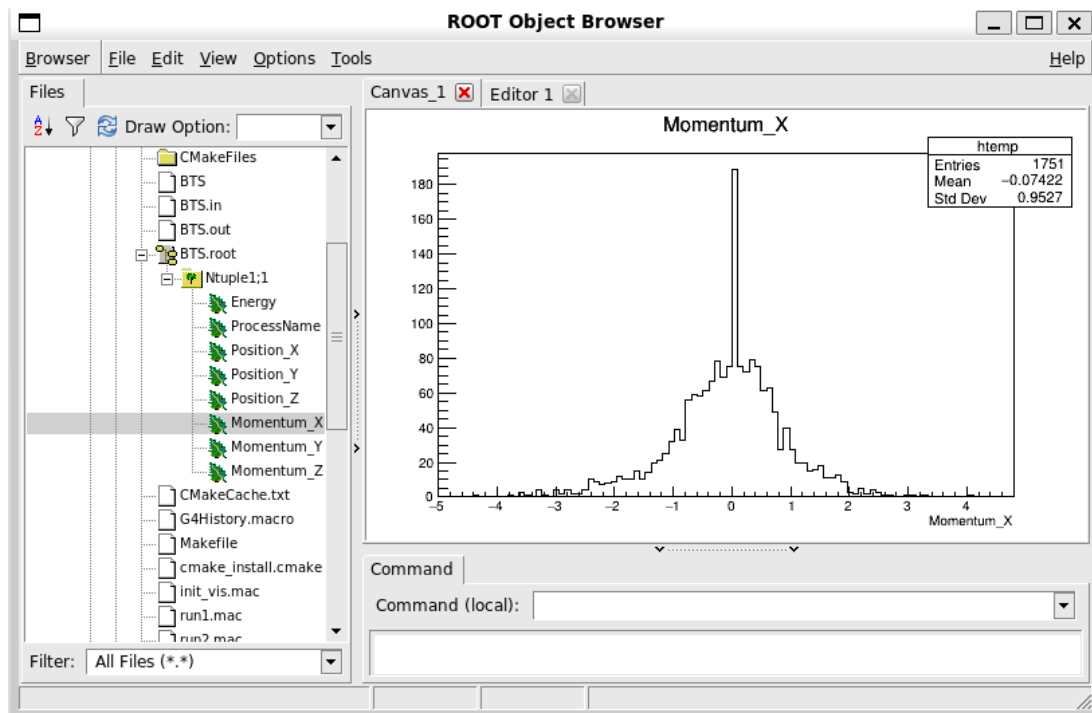 ROOT Object Browser
Browser File Edit View Options Tools Help
Files
Draw Option:
CMakeFiles
BTS
BTS.in
BTS.out
BTS.root
Ntuple1;1
Energy
ProcessName
Position_X
Position_Y
Position_Z
Momentum_X
Momentum_Y
Momentum_Z
CMakeCache.txt
G4History.macro
Makefile
cmake_install.cmake
init_vis.mac
run1.mac
run2.mac
Filter: All Files (*.*)
Canvas_1 Editor 1
Momentum_X
htemp
Entries 1751
Mean −0.07422
Std Dev 0.9527
180
160
140
120
100
80
60
40
20
0
−5 −4 −3 −2 −1 0 1 2 3 4
Momentum_X
Command
Command (local):